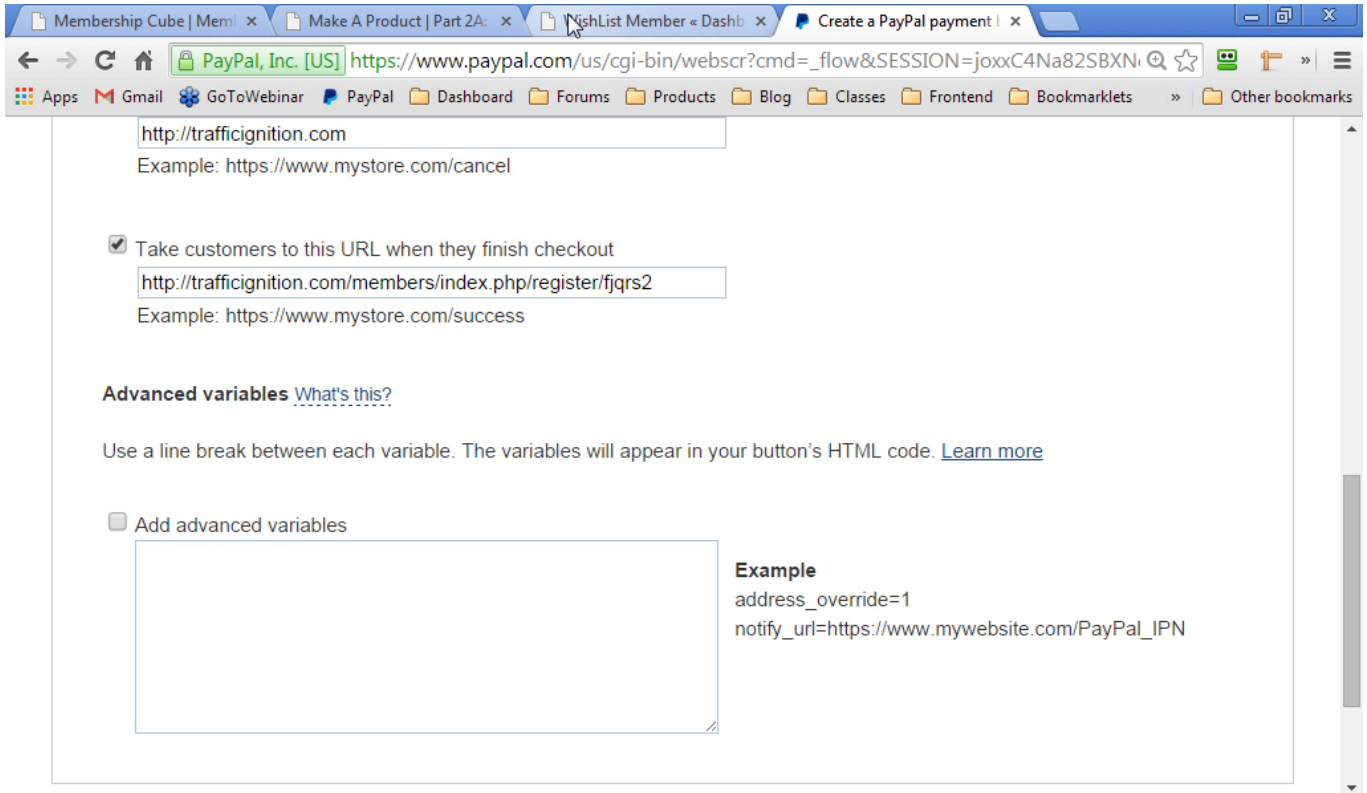 Membership Cube | Meml
Make A Product | Part 2A:
WishList Member « Dashb
Create a PayPal payment l
PayPal, Inc. [US] https://www.paypal.com/us/cgi-bin/webscr?cmd=_flow&SESSION=joxxC4Na82SBXN
Apps Gmail GoToWebinar PayPal Dashboard Forums Products Blog Classes Frontend Bookmarklets » Other bookmarks
http://trafficignition.com
Example: https://www.mystore.com/cancel
Take customers to this URL when they finish checkout
http://trafficignition.com/members/index.php/register/fjqrs2
Example: https://www.mystore.com/success
Advanced variables What's this?
Use a line break between each variable. The variables will appear in your button's HTML code. Learn more
Add advanced variables
Example
address_override=1
notify_url=https://www.mywebsite.com/PayPal_IPN